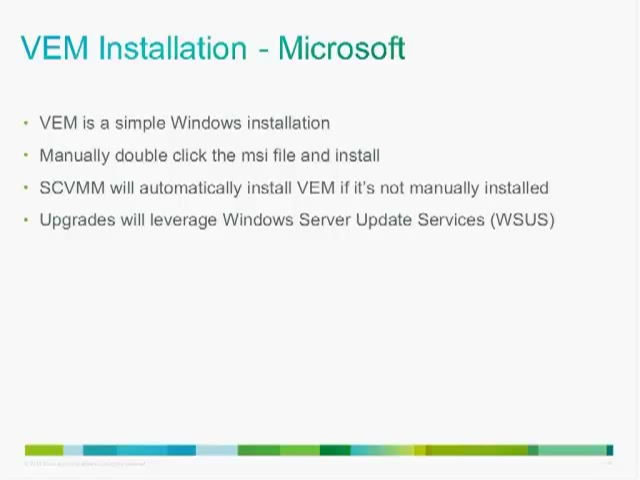 VEM Installation - Microsoft
• VEM is a simple Windows installation
• Manually double click the msi file and install
• SCVMM will automatically install VEM if it's not manually installed
• Upgrades will leverage Windows Server Update Services (WSUS)